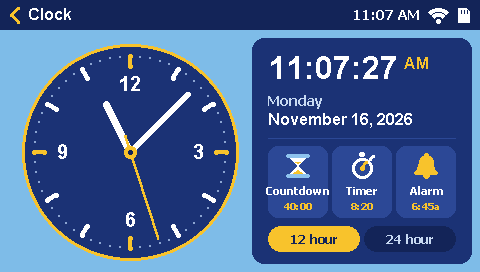 Clock
11:07 AM
12
3
6
9
11:07:27 AM
Monday
November 16, 2026
Countdown
40:00
Timer
8:20
Alarm
6:45a
12 hour
24 hour